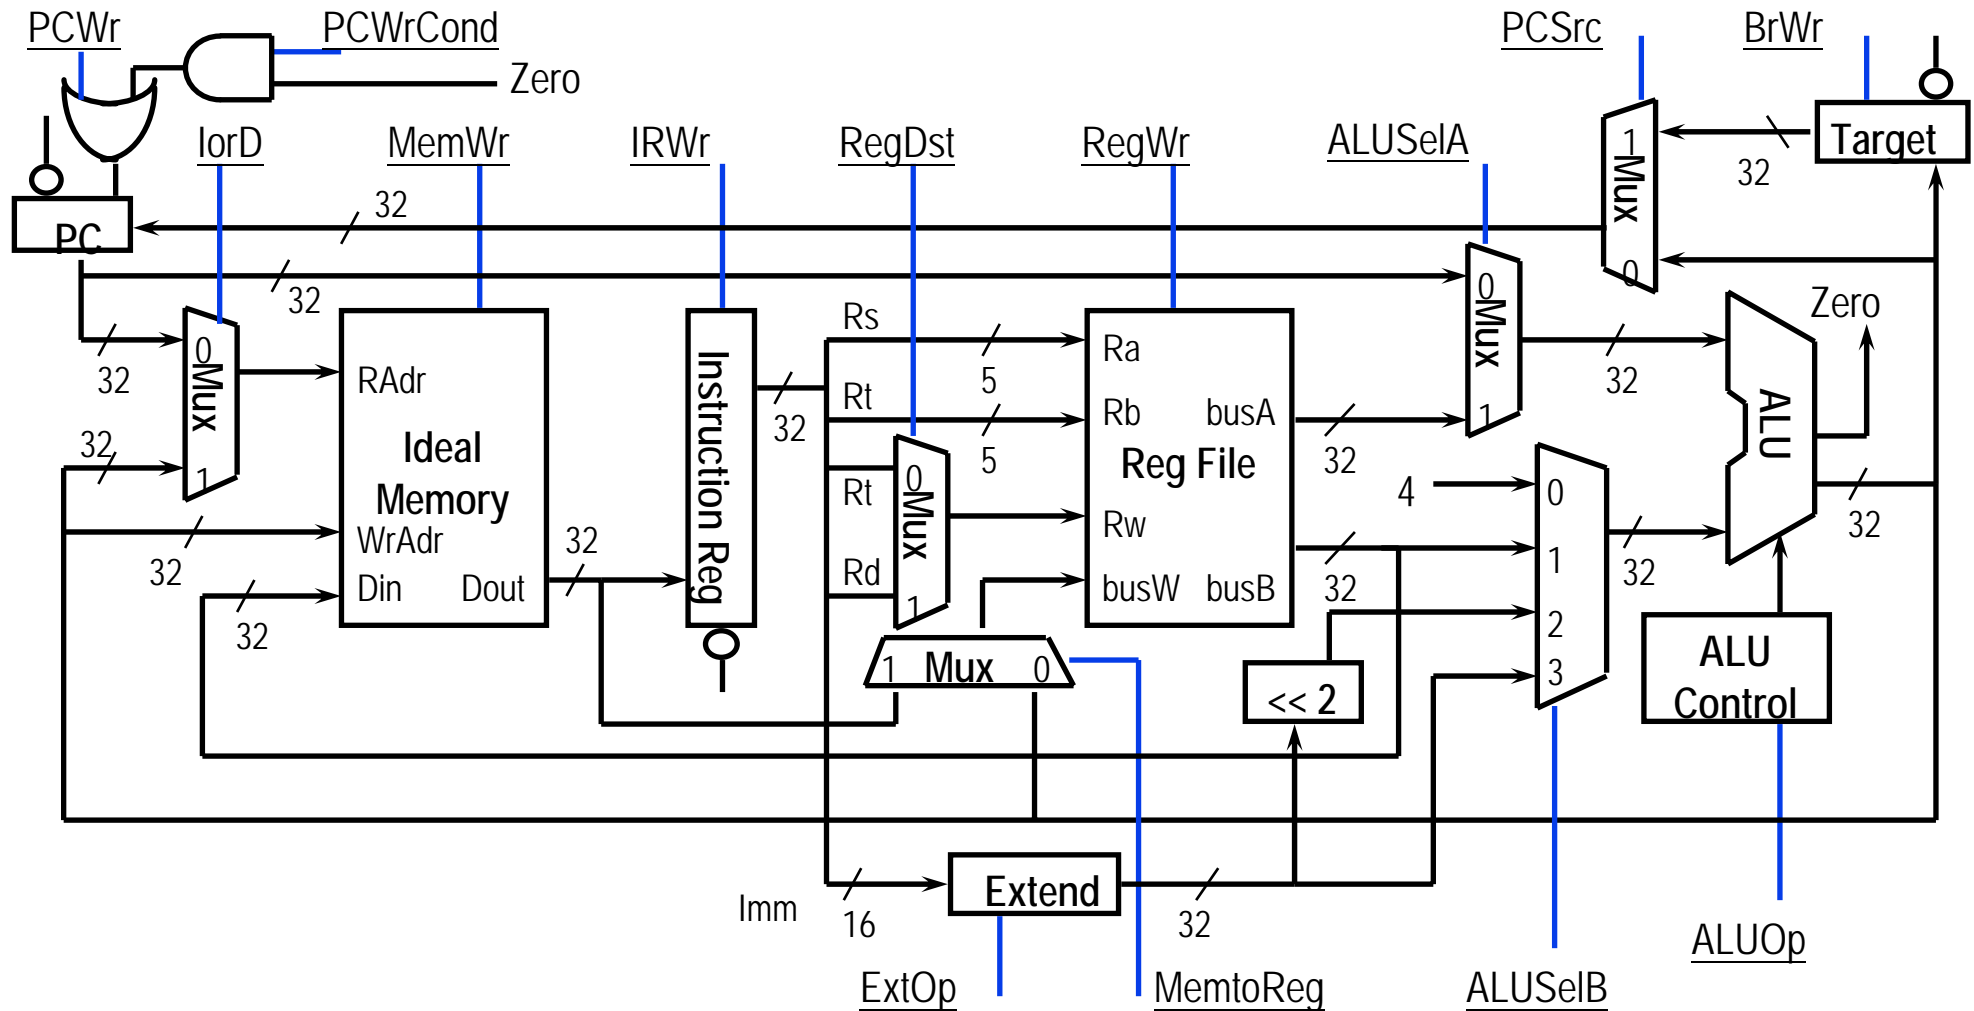 PCWr
PCWrCond
PCSrc
BrWr
Zero
IorD
MemWr
IRWr
RegDst
RegWr
ALUSelA
1
Mux
0
32
Target
32
PC
32
0
Mux
1
Zero
32
0
Mux
1
32
RAdr
Ideal
Memory
WrAdr
Din
Dout
32
32
32
Instruction Reg
32
Rs
5
Rt
5
Rt
Rd
0
Mux
1
Ra
Rb
busA
Reg File
Rw
busW
busB
32
32
4
0
1
2
3
32
32
ALU
32
ALU
Control
1
Mux
0
<< 2
Imm
16
Extend
32
ExtOp
MemtoReg
ALUSelB
ALUOp